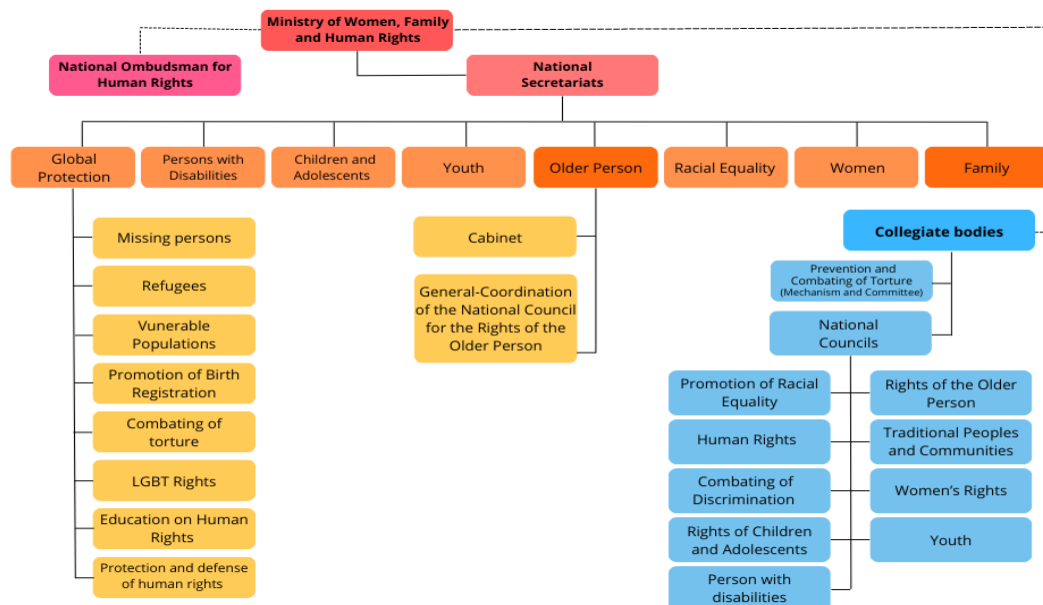 Ministry of Women, Family
and Human Rights
National Ombudsman for
Human Rights
National
Secretariats
Global
Protection
Persons with
Disabilities
Children and
Adolescents
Youth
Older Person
Racial Equality
Women
Family
Missing persons
Refugees
Vunerable
Populations
Promotion of Birth
Registration
Combating of
torture
LGBT Rights
Education on Human
Rights
Protection and defense
of human rights
Cabinet
General-Coordination
of the National Council
for the Rights of the
Older Person
Collegiate bodies
Prevention and
Combating of Torture
(Mechanism and Committee)
National
Councils
Promotion of Racial
Equality
Human Rights
Combating of
Discrimination
Rights of Children
and Adolescents
Person with
disabilities
Rights of the Older
Person
Traditional Peoples
and Communities
Women's Rights
Youth